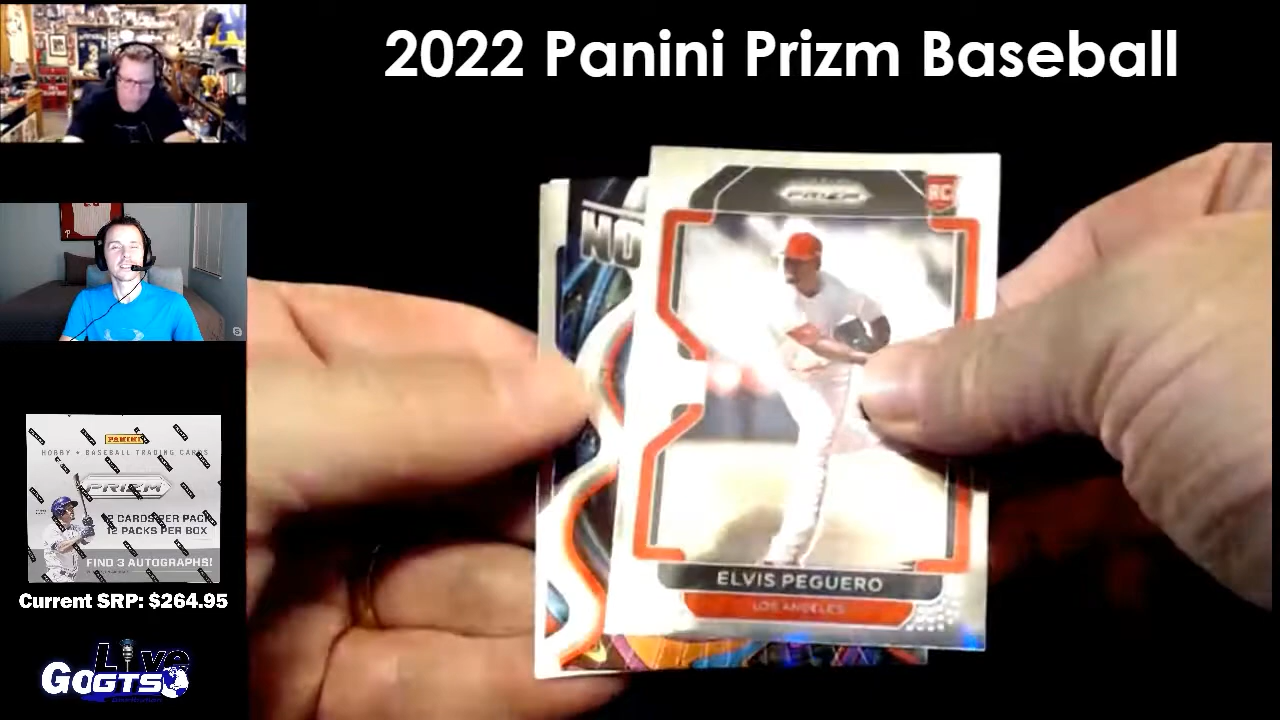 2022 Panini Prizm Baseball
PRIZM
RC
NO
ELVIS PEGUERO
LOS ANGELES
PANINI
HOBBY • BASEBALL TRADING CARDS
PRIZM
CARDS PER PACK
12 PACKS PER BOX
FIND 3 AUTOGRAPHS!
Current SRP: $264.95
Live
GoGTS